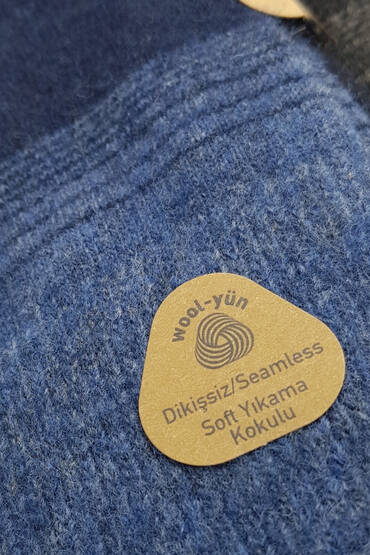 wool-yün
Dikişsiz/Seamless
Soft Yıkama
Kokulu